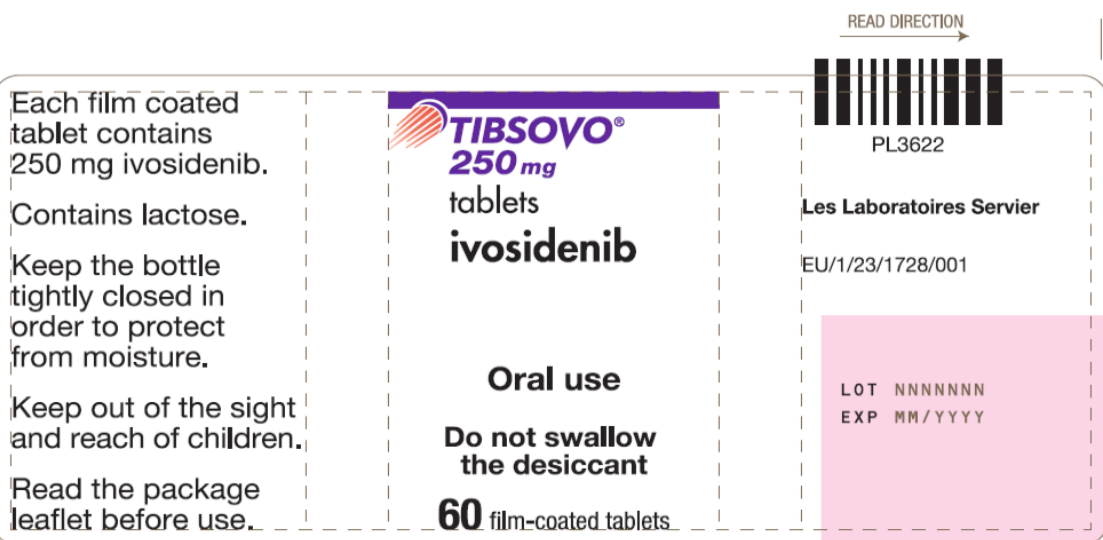 READ DIRECTION
Each film coated
tablet contains
250 mg ivosidenib.
Contains lactose.
Keep the bottle
tightly closed in
order to protect
from moisture.
Keep out of the sight
and reach of children.
Read the package
leaflet before use.
TIBSOVO®
250 mg
tablets
ivosidenib
Oral use
Do not swallow
the desiccant
60 film-coated tablets
PL3622
Les Laboratoires Servier
EU/1/23/1728/001
LOT NNNNNNN
EXP MM/YYYY